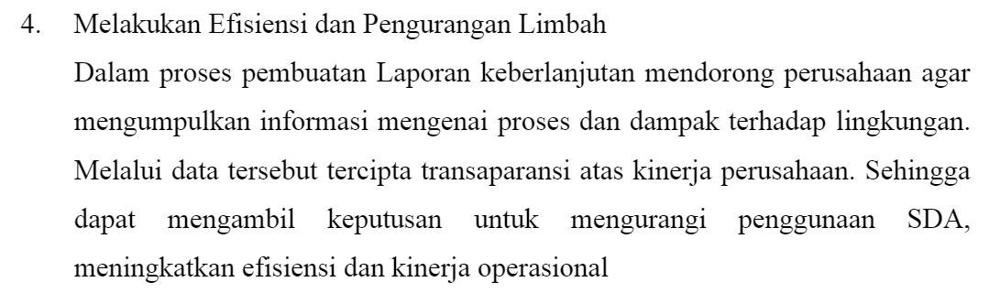 4. Melakukan Efisiensi dan Pengurangan Limbah
Dalam proses pembuatan Laporan keberlanjutan mendorong perusahaan agar
mengumpulkan informasi mengenai proses dan dampak terhadap lingkungan.
Melalui data tersebut tercipta transaparansi atas kinerja perusahaan. Sehingga
dapat mengambil keputusan untuk mengurangi penggunaan SDA,
meningkatkan efisiensi dan kinerja operasional